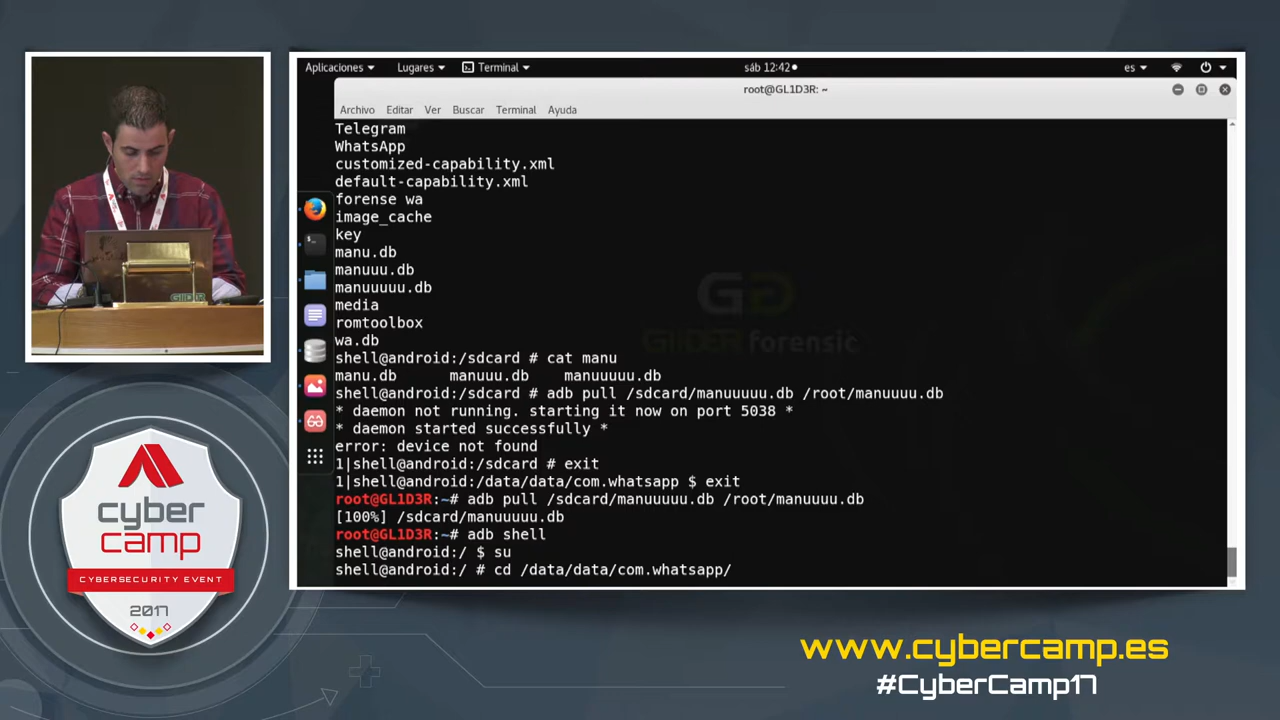 Aplicaciones
Lugares
Terminal
sáb 12:42
es
root@GL1D3R: ~
Archivo Editar Ver Buscar Terminal Ayuda
Telegram
WhatsApp
customized-capability.xml
default-capability.xml
forense wa
image_cache
key
manu.db
manuuu.db
manuuuuu.db
media
romtoolbox
wa.db
shell@android:/sdcard # cat manu
manu.db manuuu.db manuuuuu.db
shell@android:/sdcard # adb pull /sdcard/manuuuuu.db /root/manuuuu.db
* daemon not running. starting it now on port 5038 *
* daemon started successfully *
error: device not found
1|shell@android:/sdcard # exit
1|shell@android:/data/data/com.whatsapp $ exit
root@GL1D3R:~# adb pull /sdcard/manuuuuu.db /root/manuuuu.db
[100%] /sdcard/manuuuuu.db
root@GL1D3R:~# adb shell
shell@android:/ $ su
shell@android:/ # cd /data/data/com.whatsapp/
GG
GlIDER forensic
cyber
camp
CYBERSECURITY EVENT
2017
www.cybercamp.es
#CyberCamp17